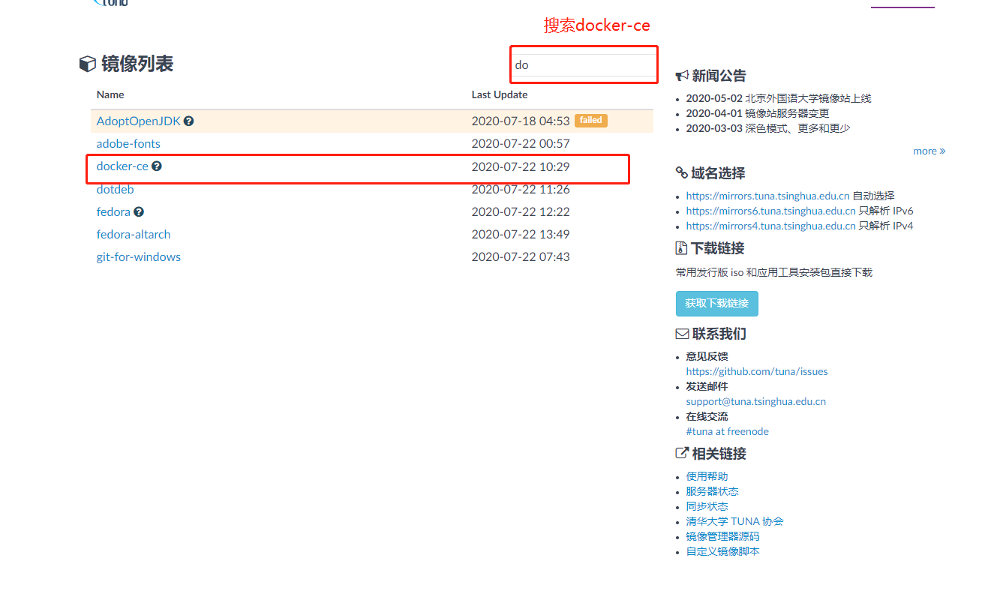 tuna
搜索docker-ce
镜像列表
do
Name Last Update
AdoptOpenJDK 2020-07-18 04:53 failed
adobe-fonts 2020-07-22 00:57
docker-ce 2020-07-22 10:29
dotdeb 2020-07-22 11:26
fedora 2020-07-22 12:22
fedora-altarch 2020-07-22 13:49
git-for-windows 2020-07-22 07:43
新闻公告
2020-05-02 北京外国语大学镜像站上线
2020-04-01 镜像站服务器变更
2020-03-03 深色模式、更多和更少
more »
域名选择
https://mirrors.tuna.tsinghua.edu.cn 自动选择
https://mirrors6.tuna.tsinghua.edu.cn 只解析 IPv6
https://mirrors4.tuna.tsinghua.edu.cn 只解析 IPv4
下载链接
常用发行版 iso 和应用工具安装包直接下载
获取下载链接
联系我们
意见反馈
https://github.com/tuna/issues
发送邮件
support@tuna.tsinghua.edu.cn
在线交流
#tuna at freenode
相关链接
使用帮助
服务器状态
同步状态
清华大学 TUNA 协会
镜像管理器源码
自定义镜像脚本